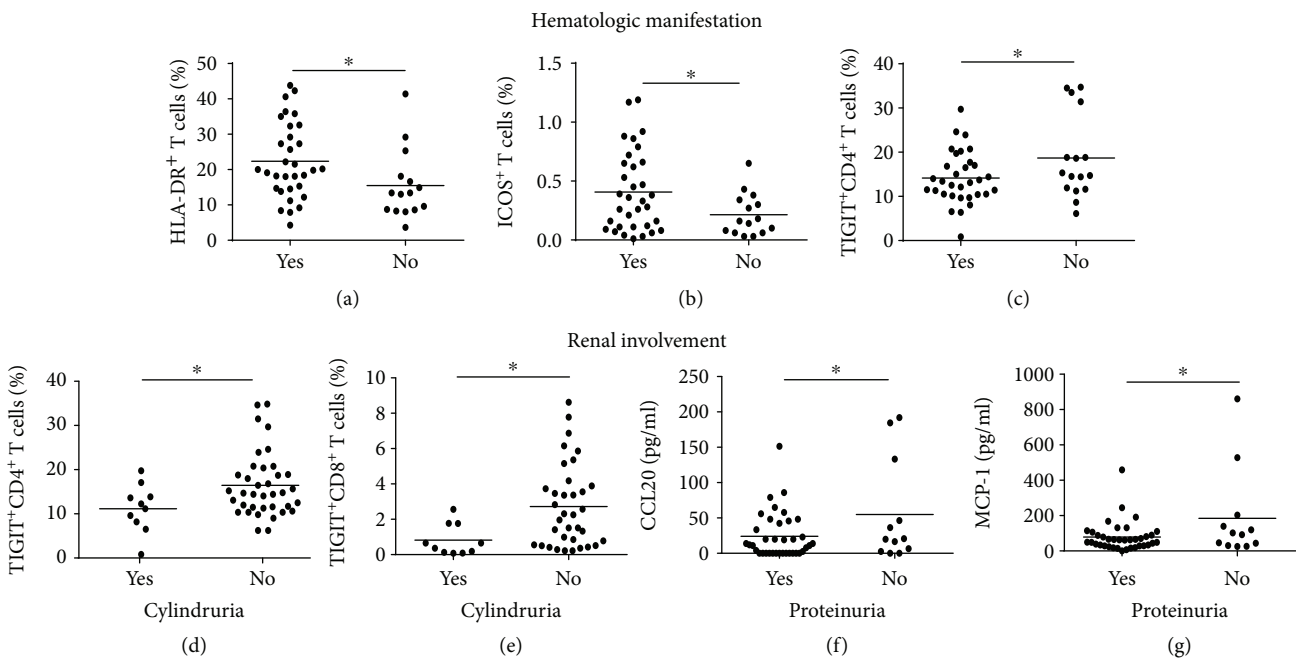 Hematologic manifestation
HLA-DR⁺ T cells (%)
50
40
30
20
10
0
*
Yes No
(a)
ICOS⁺ T cells (%)
1.5
1.0
0.5
0.0
*
Yes No
(b)
TIGIT⁺CD4⁺ T cells (%)
40
30
20
10
0
*
Yes No
(c)
Renal involvement
TIGIT⁺CD4⁺ T cells (%)
40
30
20
10
0
*
Yes No
Cylindruria
(d)
TIGIT⁺CD8⁺ T cells (%)
10
8
6
4
2
0
*
Yes No
Cylindruria
(e)
CCL20 (pg/ml)
250
200
150
100
50
0
*
Yes No
Proteinuria
(f)
MCP-1 (pg/ml)
1000
800
600
400
200
0
*
Yes No
Proteinuria
(g)